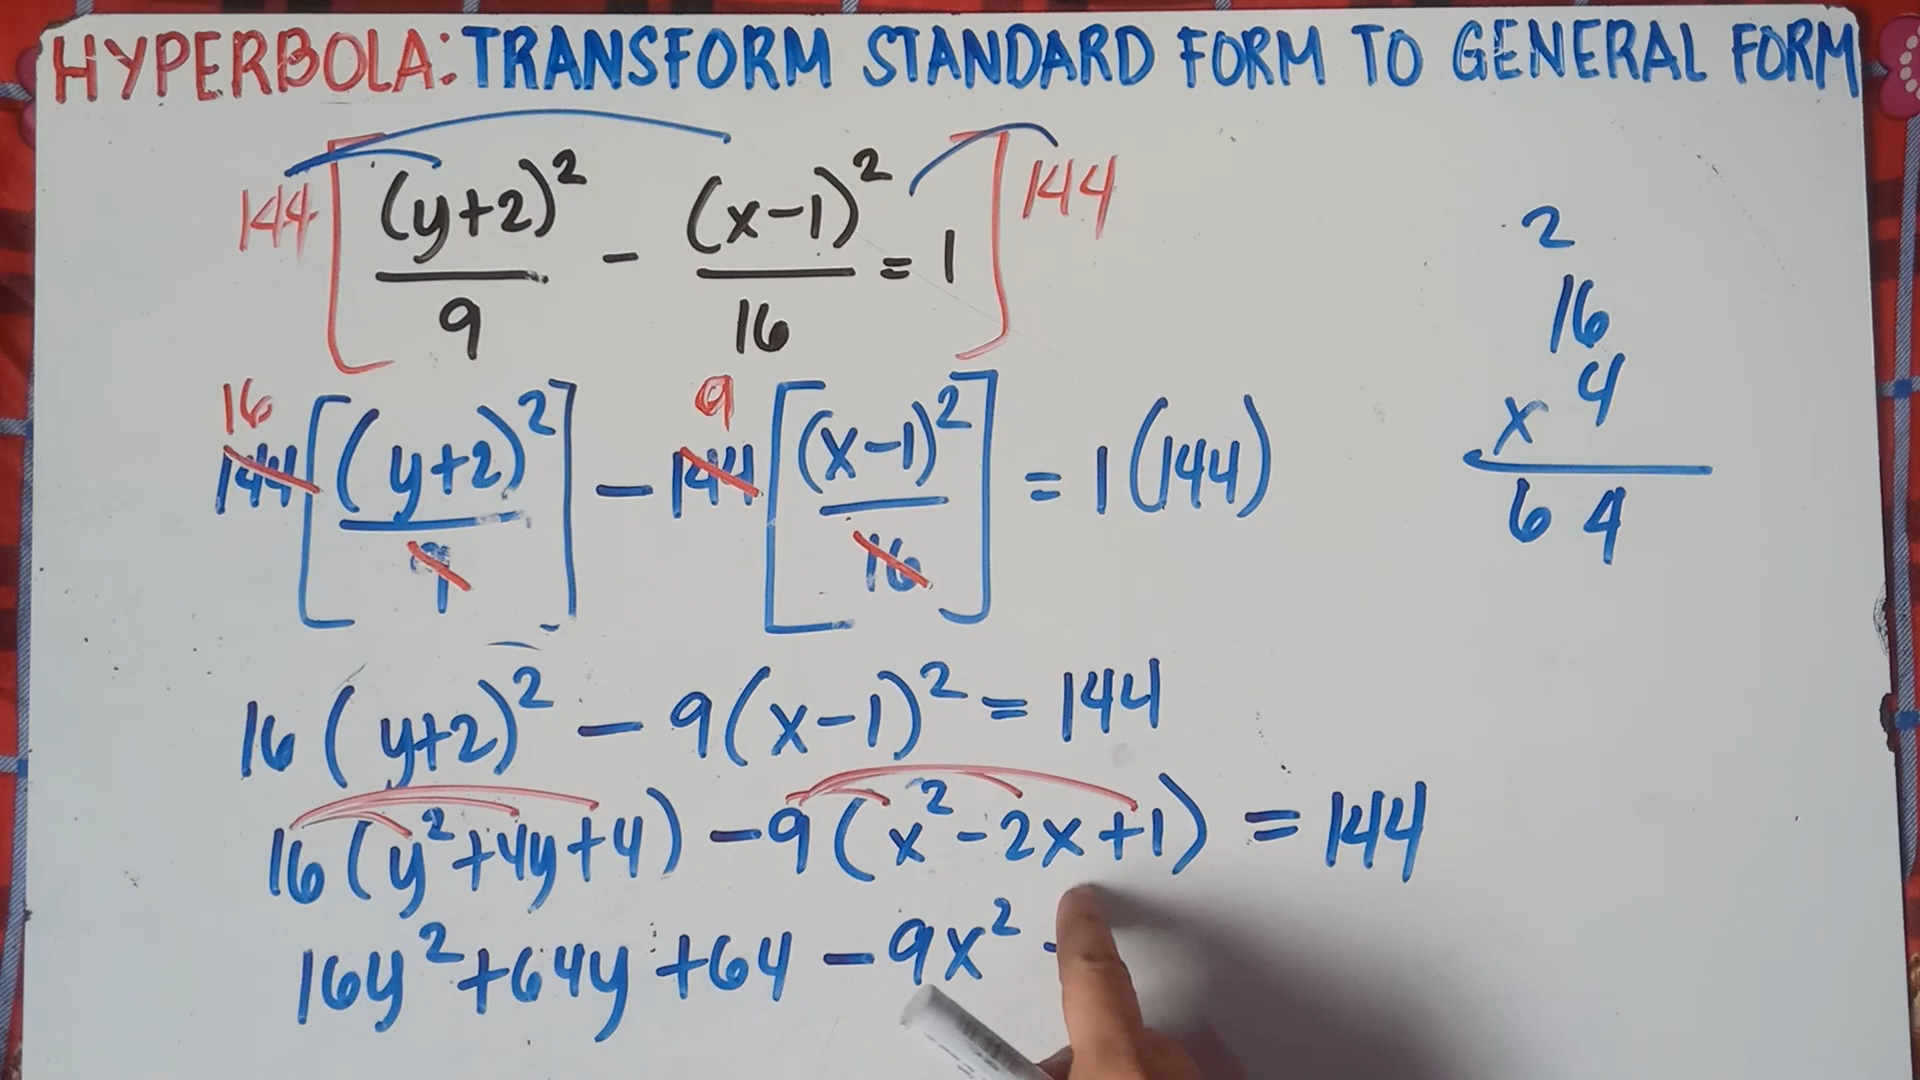 HYPERBOLA: TRANSFORM STANDARD FORM TO GENERAL FORM
144 [ (y+2)² / 9 - (x-1)² / 16 = 1 ] 144
16 9
144 [ (y+2)² / 9 ] - 144 [ (x-1)² / 16 ] = 1 (144)
16 (y+2)² - 9 (x-1)² = 144
16 (y²+4y+4) - 9 (x²-2x+1) = 144
16y²+64y+64 - 9x²
2
16
x 4
64